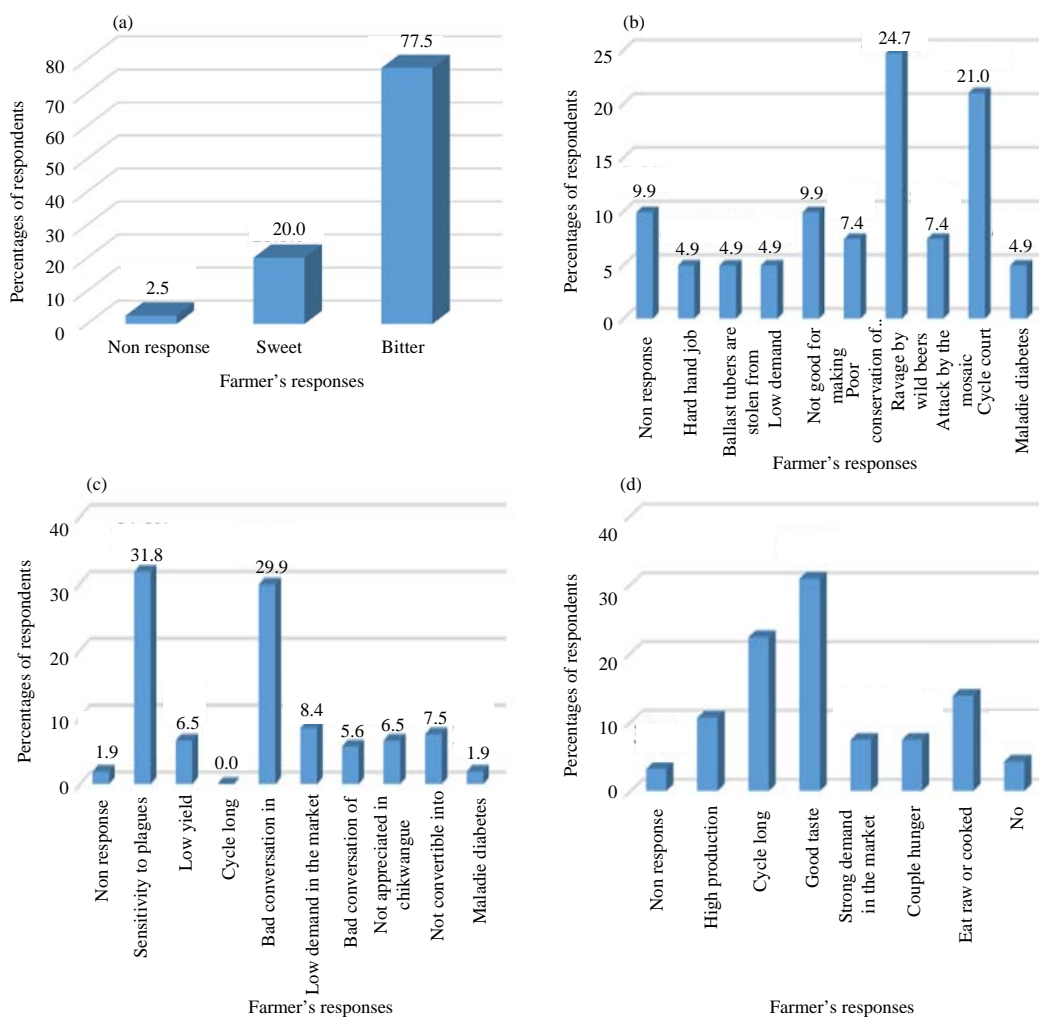 (a)
Percentages of respondents
80
70
60
50
40
30
20
10
0
2.5
20.0
77.5
Non response
Sweet
Bitter
Farmer's responses
(b)
Percentages of respondents
25
20
15
10
5
0
9.9
4.9
4.9
4.9
9.9
7.4
24.7
7.4
21.0
4.9
Non response
Hard hand job
Ballast tubers are
stolen from
Low demand
Not good for
making
Poor
conservation of..
Ravage by
wild beers
Attack by the
mosaic
Cycle court
Maladie diabetes
Farmer's responses
(c)
Percentages of respondents
40
30
20
10
0
1.9
31.8
6.5
0.0
29.9
8.4
5.6
6.5
7.5
1.9
Non response
Sensitivity to plagues
Low yield
Cycle long
Bad conversation in
Low demand in the market
Bad conversation of
Not appreciated in
chikwangue
Not convertible into
Maladie diabetes
Farmer's responses
(d)
Percentages of respondents
40
30
20
10
0
Non response
High production
Cycle long
Good taste
Strong demand
in the market
Couple hunger
Eat raw or cooked
No
Farmer's responses